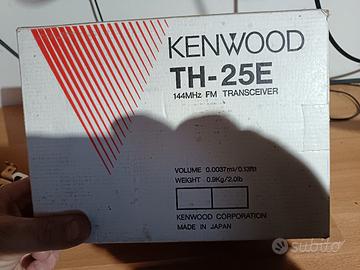 KENWOOD
TH-25E
144MHz FM TRANSCEIVER
VOLUME 0.0037m³/0.13ft³
WEIGHT 0.9Kg/2.0lb
KENWOOD CORPORATION
MADE IN JAPAN
subito